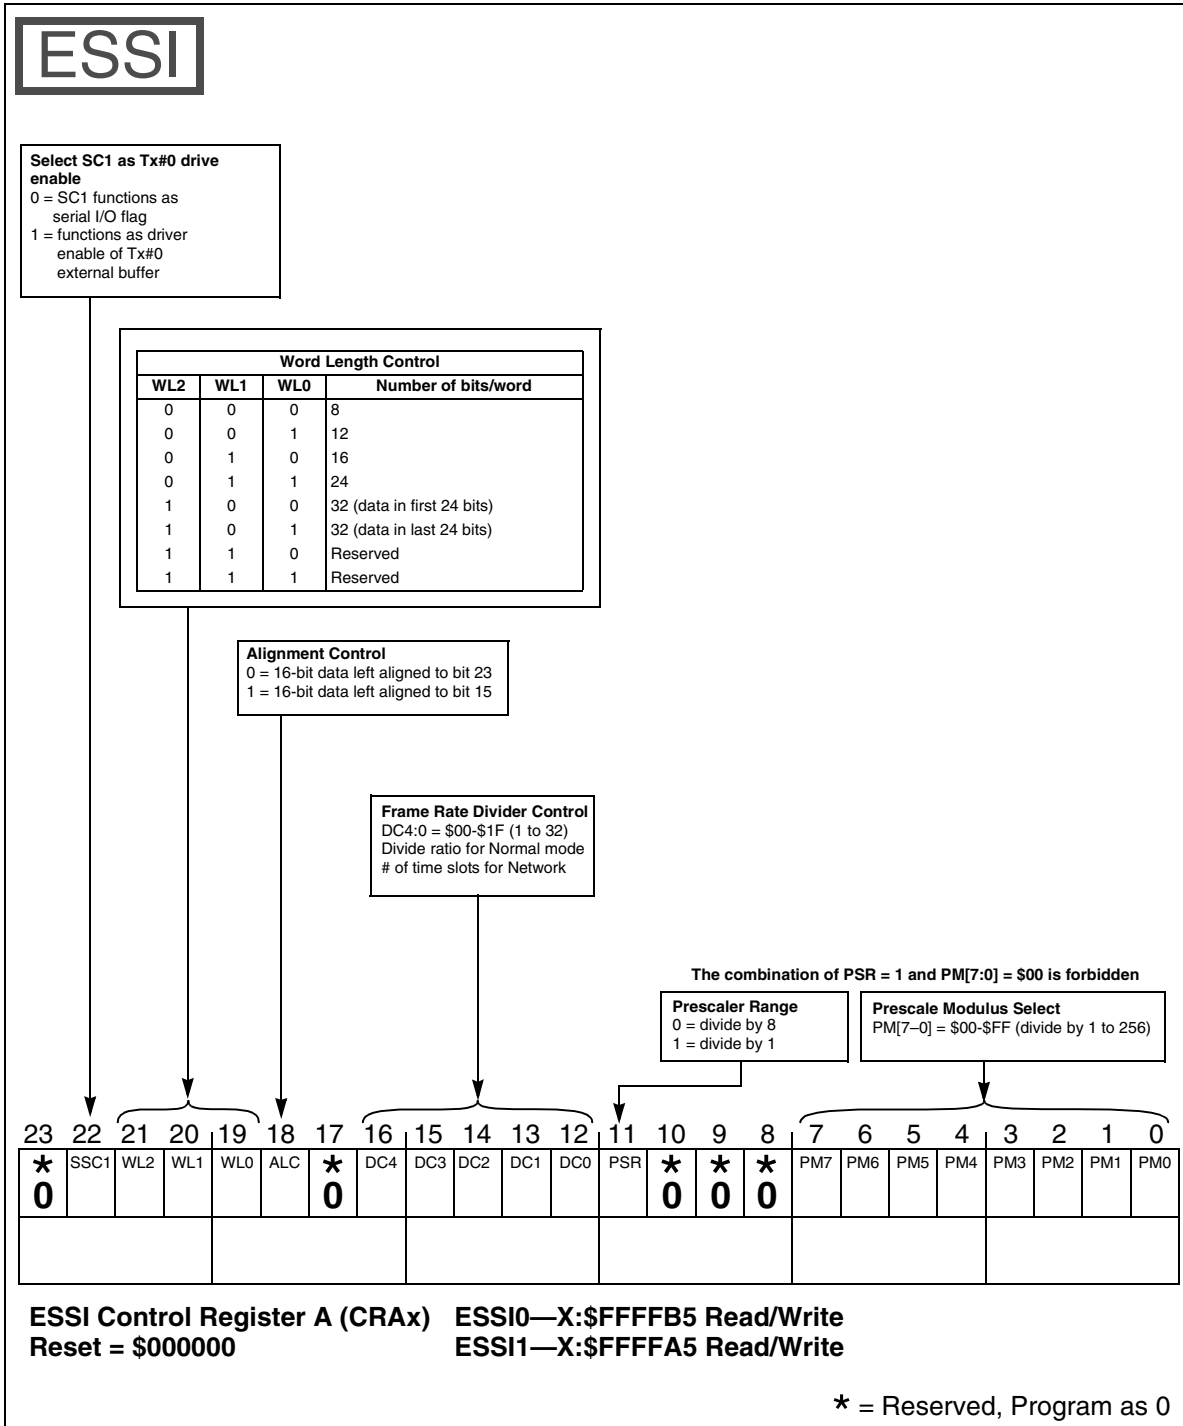 ESSI
Select SC1 as Tx#0 drive
enable
0 = SC1 functions as
serial I/O flag
1 = functions as driver
enable of Tx#0
external buffer
Word Length Control
WL2 WL1 WL0 Number of bits/word
0 0 0 8
0 0 1 12
0 1 0 16
0 1 1 24
1 0 0 32 (data in first 24 bits)
1 0 1 32 (data in last 24 bits)
1 1 0 Reserved
1 1 1 Reserved
Alignment Control
0 = 16-bit data left aligned to bit 23
1 = 16-bit data left aligned to bit 15
Frame Rate Divider Control
DC4:0 = $00-$1F (1 to 32)
Divide ratio for Normal mode
# of time slots for Network
The combination of PSR = 1 and PM[7:0] = $00 is forbidden
Prescaler Range
0 = divide by 8
1 = divide by 1
Prescale Modulus Select
PM[7–0] = $00-$FF (divide by 1 to 256)
23 22 21 20 19 18 17 16 15 14 13 12 11 10 9 8 7 6 5 4 3 2 1 0
* SSC1 WL2 WL1 WL0 ALC * DC4 DC3 DC2 DC1 DC0 PSR * * * PM7 PM6 PM5 PM4 PM3 PM2 PM1 PM0
0 0 0 0 0
ESSI Control Register A (CRAx) ESSI0—X:$FFFFB5 Read/Write
Reset = $000000 ESSI1—X:$FFFFA5 Read/Write
* = Reserved, Program as 0